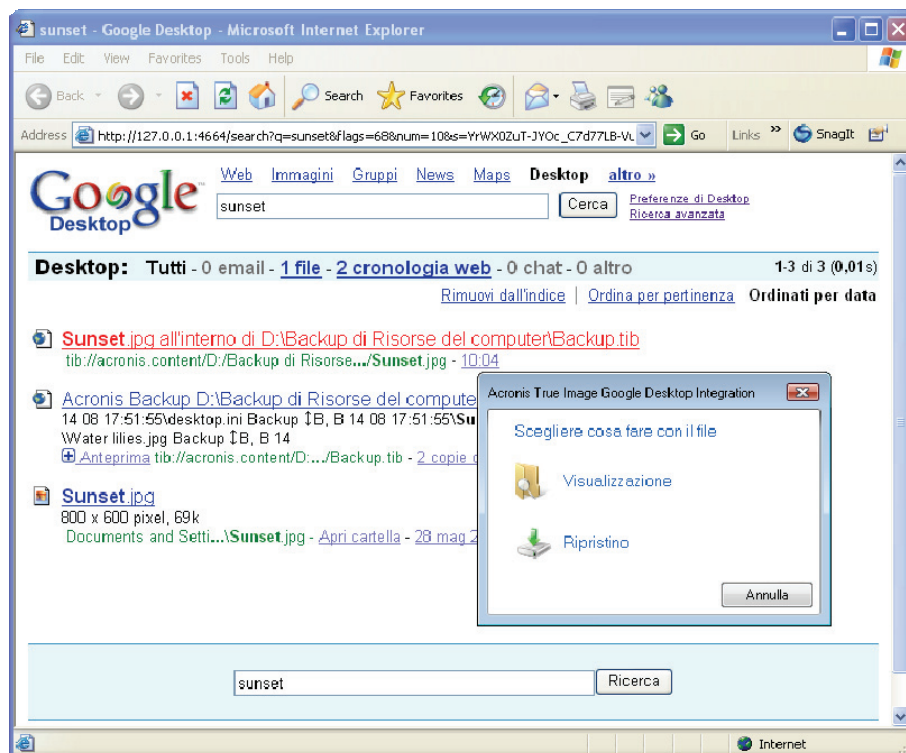 sunset - Google Desktop - Microsoft Internet Explorer
File Edit View Favorites Tools Help
Back Search Favorites
Address http://127.0.0.1:4664/search?q=sunset&flags=68&num=10&s=YrWX0ZuT-JYOc_C7d77LB-Vu Go Links » SnagIt
Google Desktop
Web Immagini Gruppi News Maps Desktop altro »
sunset Cerca Preferenze di Desktop
Ricerca avanzata
Desktop: Tutti - 0 email - 1 file - 2 cronologia web - 0 chat - 0 altro 1-3 di 3 (0,01s)
Rimuovi dall'indice | Ordina per pertinenza Ordinati per data
Sunset.jpg all'interno di D:\Backup di Risorse del computer\Backup.tib
tib://acronis.content/D:/Backup di Risorse.../Sunset.jpg - 10:04
Acronis Backup D:\Backup di Risorse del compute
14 08 17:51:55\desktop.ini Backup ↕B, B 14 08 17:51:55\Su
\Water lilies.jpg Backup ↕B, B 14
Anteprima tib://acronis.content/D:.../Backup.tib - 2 copie
Sunset.jpg
800 x 600 pixel, 69k
Documents and Setti...\Sunset.jpg - Apri cartella - 28 mag 2
Acronis True Image Google Desktop Integration
Scegliere cosa fare con il file
Visualizzazione
Ripristino
Annulla
sunset Ricerca
Internet